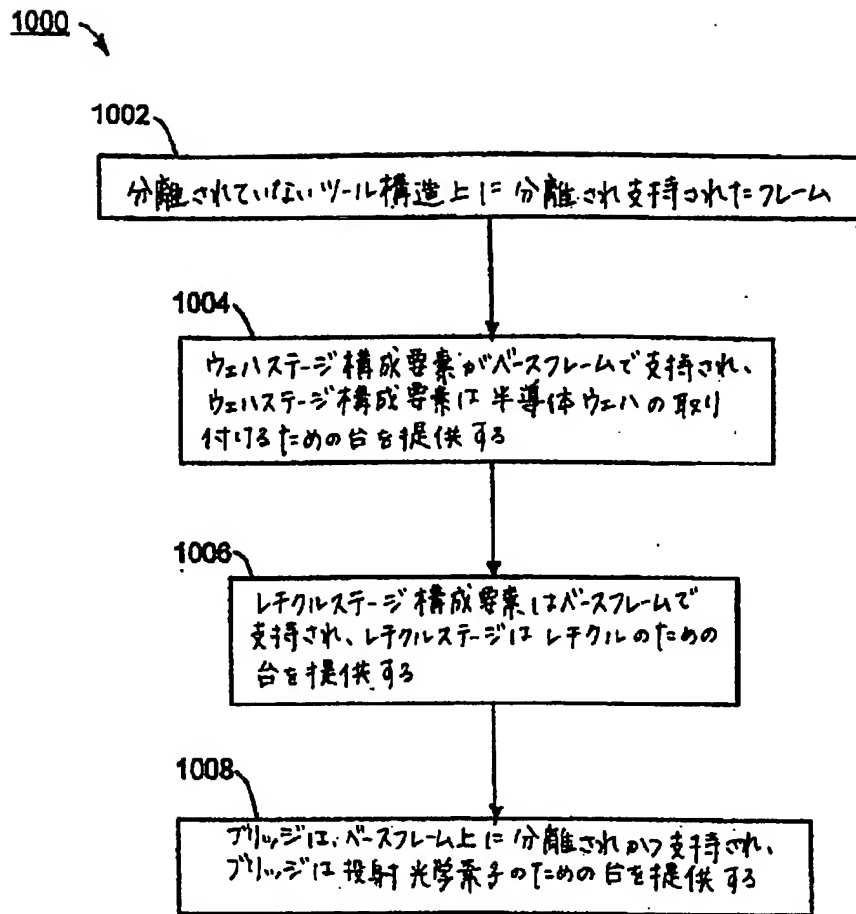 1000
1002
分離されていないツール構造上に分離され支持されたフレーム
1004
ウェハステージ構成要素がベースフレームで支持され、
ウェハステージ構成要素は半導体ウェハの取り
付けるための台を提供する
1006
レチクルステージ構成要素はベースフレームで
支持され、レチクルステージはレチクルのための
台を提供する
1008
ブリッジは、ベースフレーム上に分離されかつ支持され、
ブリッジは投射光学素子のための台を提供する